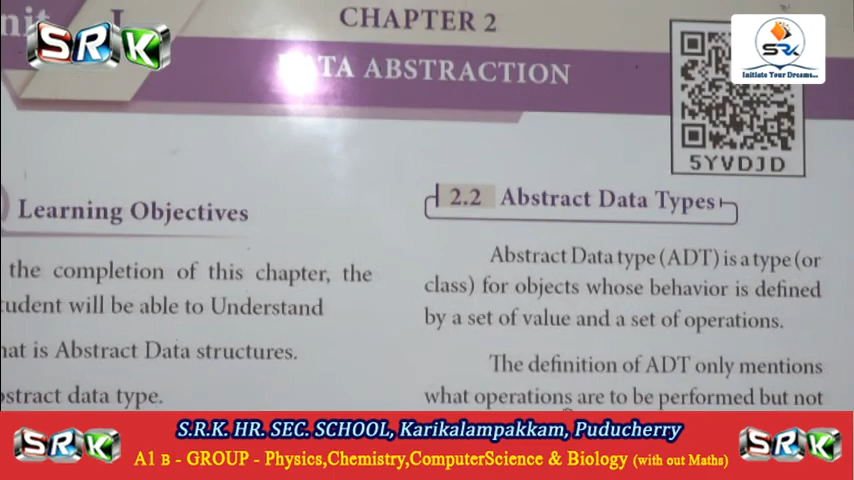 I
SRK
CHAPTER 2
DATA ABSTRACTION
SRK
Initiate Your Dreams...
5YVDJD
Learning Objectives
the completion of this chapter, the
tudent will be able to Understand
hat is Abstract Data structures.
ostract data type.
2.2 Abstract Data Types
Abstract Data type (ADT) is a type (or
class) for objects whose behavior is defined
by a set of value and a set of operations.
The definition of ADT only mentions
what operations are to be performed but not
SRK
S.R.K. HR. SEC. SCHOOL, Karikalampakkam, Puducherry
A1 B - GROUP - Physics,Chemistry,ComputerScience & Biology (with out Maths)
SRK